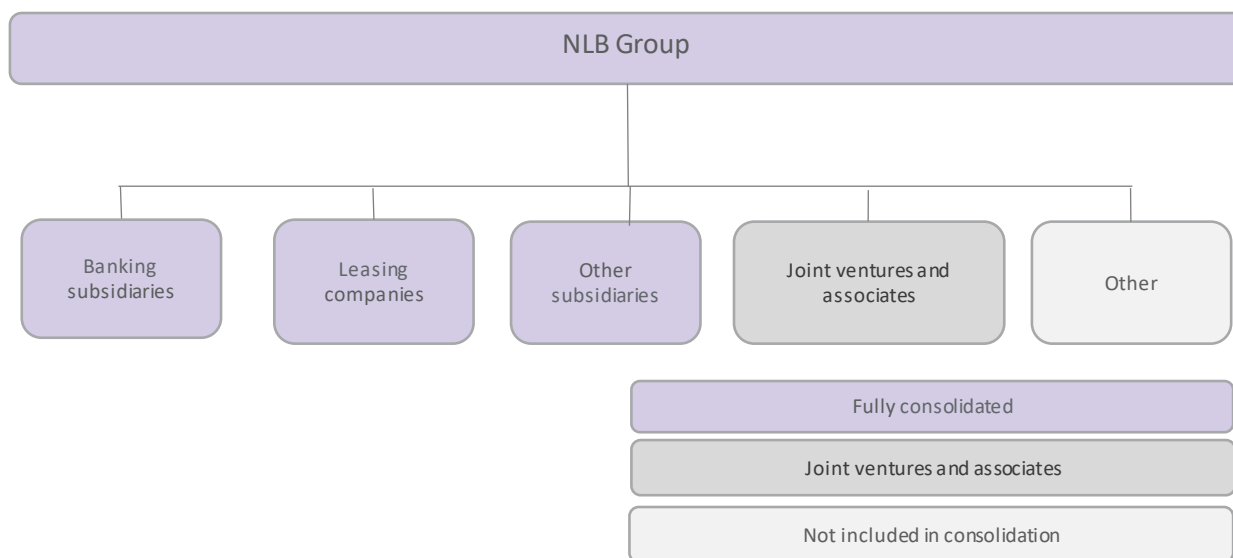 NLB Group
Banking
subsidiaries
Leasing
companies
Other
subsidiaries
Joint ventures and
associates
Other
Fully consolidated
Joint ventures and associates
Not included in consolidation